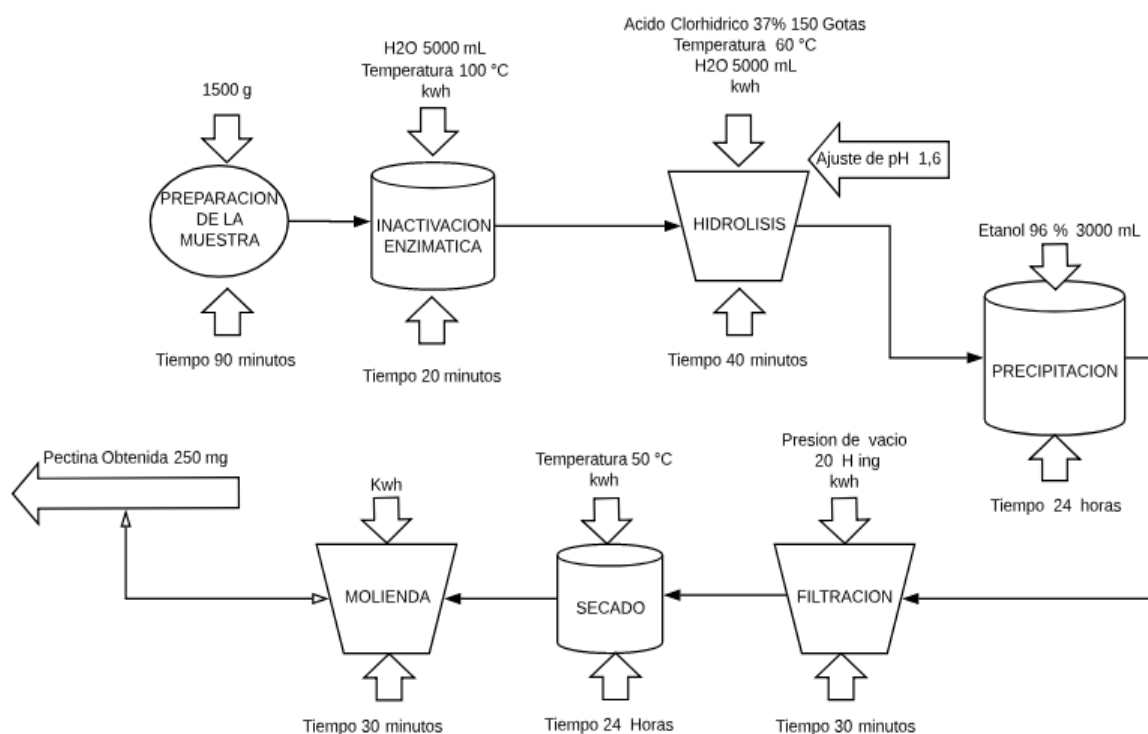 1500 g
PREPARACION
DE LA
MUESTRA
Tiempo 90 minutos
H2O 5000 mL
Temperatura 100 °C
kwh
INACTIVACION
ENZIMATICA
Tiempo 20 minutos
Acido Clorhidrico 37% 150 Gotas
Temperatura 60 °C
H2O 5000 mL
kwh
Ajuste de pH 1,6
HIDROLISIS
Tiempo 40 minutos
Etanol 96 % 3000 mL
PRECIPITACION
Tiempo 24 horas
Presion de vacio
20 H ing
kwh
FILTRACION
Tiempo 30 minutos
Temperatura 50 °C
kwh
SECADO
Tiempo 24 Horas
Kwh
MOLIENDA
Tiempo 30 minutos
Pectina Obtenida 250 mg